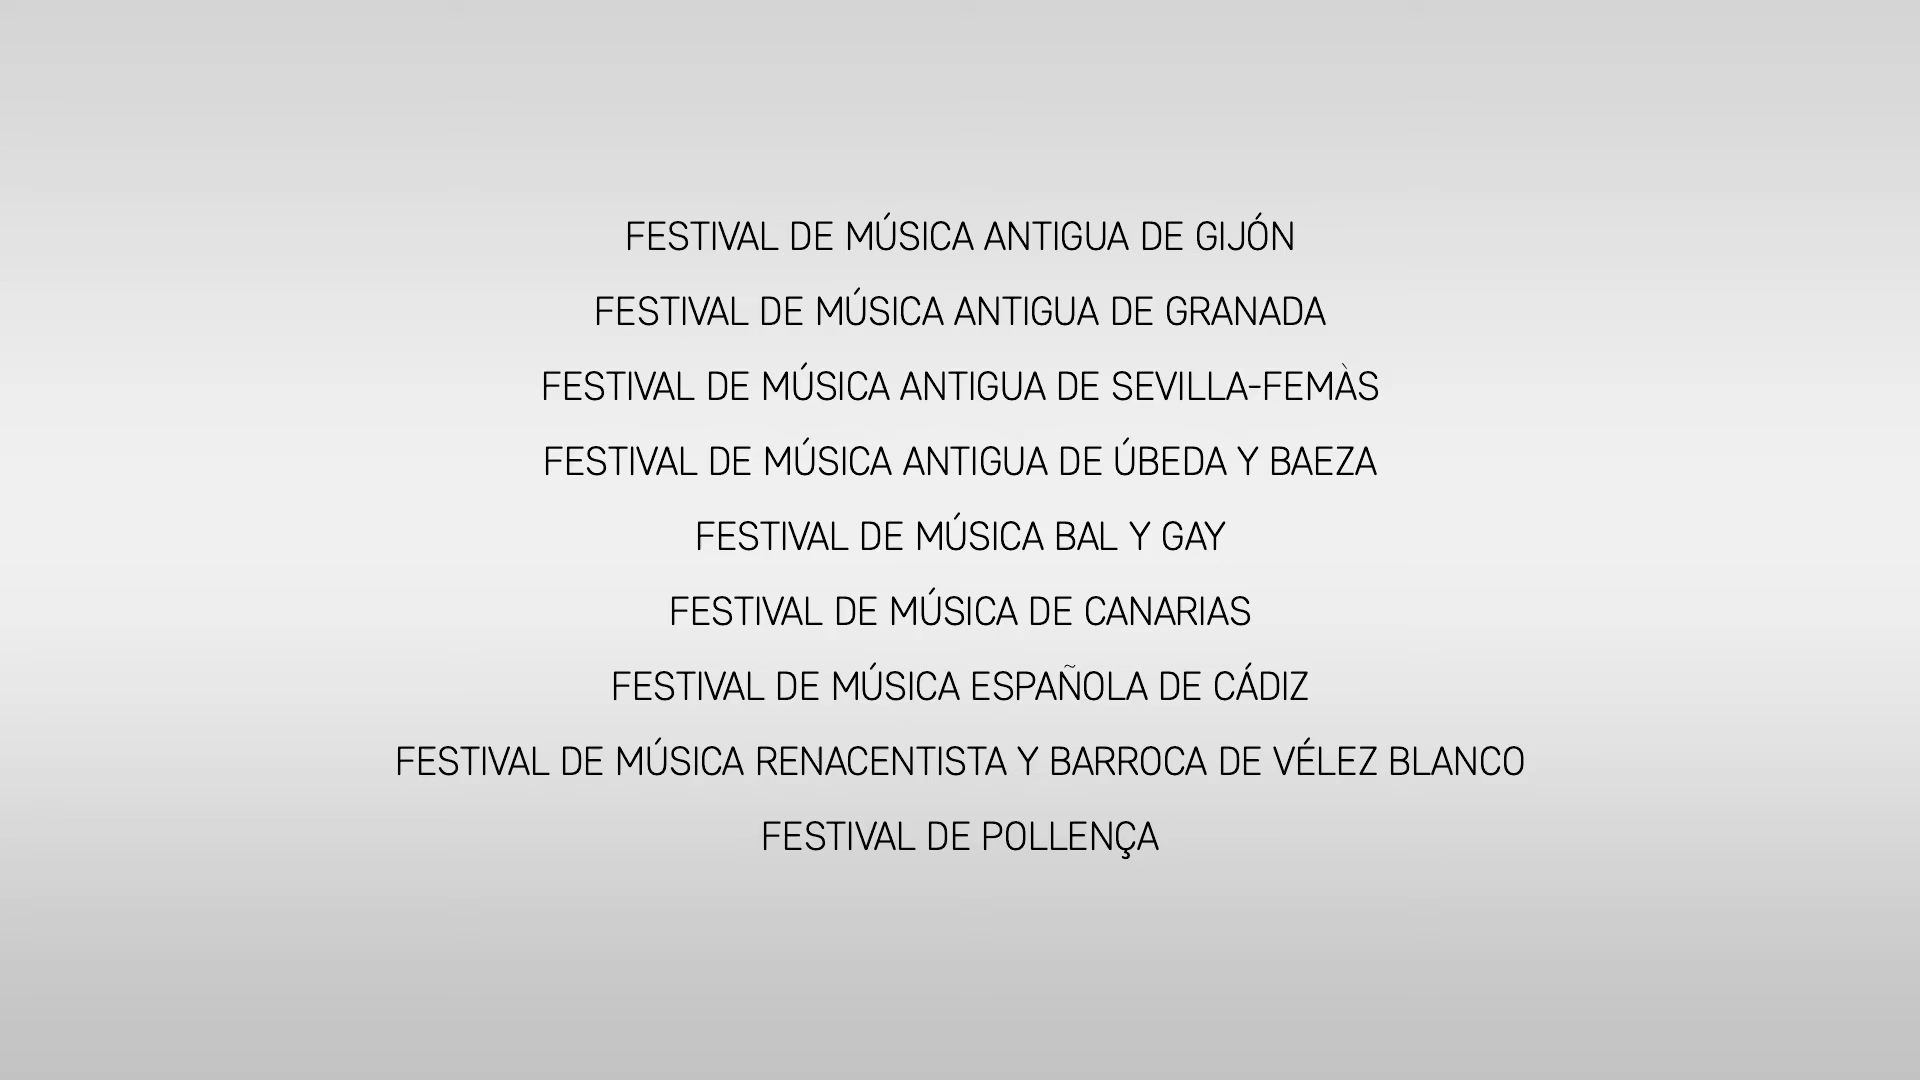 FESTIVAL DE MÚSICA ANTIGUA DE GIJÓN
FESTIVAL DE MÚSICA ANTIGUA DE GRANADA
FESTIVAL DE MÚSICA ANTIGUA DE SEVILLA-FEMÀS
FESTIVAL DE MÚSICA ANTIGUA DE ÚBEDA Y BAEZA
FESTIVAL DE MÚSICA BAL Y GAY
FESTIVAL DE MÚSICA DE CANARIAS
FESTIVAL DE MÚSICA ESPAÑOLA DE CÁDIZ
FESTIVAL DE MÚSICA RENACENTISTA Y BARROCA DE VÉLEZ BLANCO
FESTIVAL DE POLLENÇA